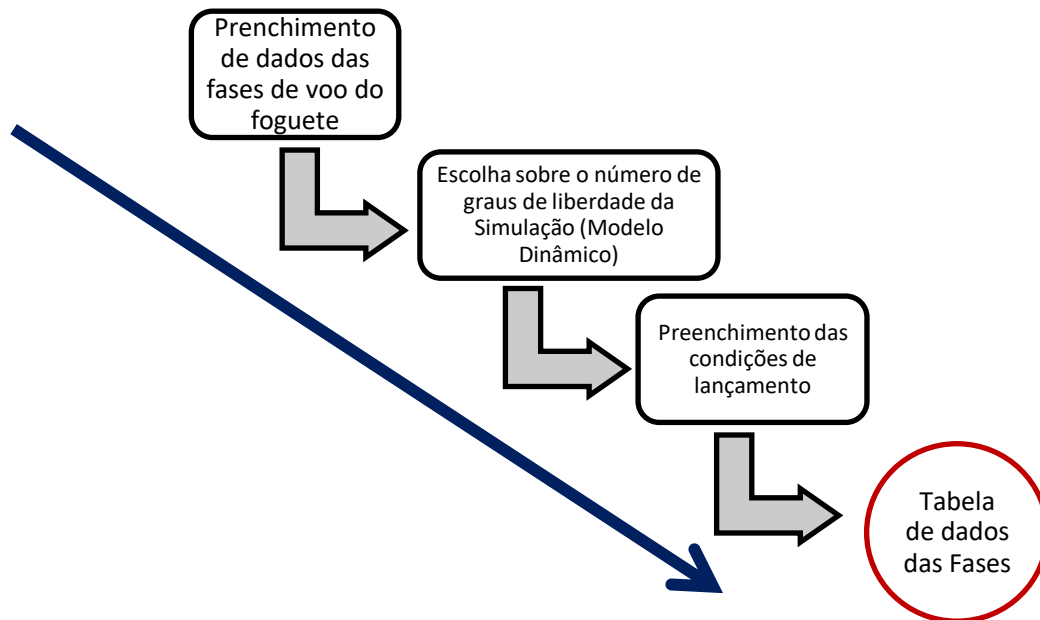 Prenchimento
de dados das
fases de voo do
foguete
Escolha sobre o número de
graus de liberdade da
Simulação (Modelo
Dinâmico)
Preenchimento das
condições de
lançamento
Tabela
de dados
das Fases